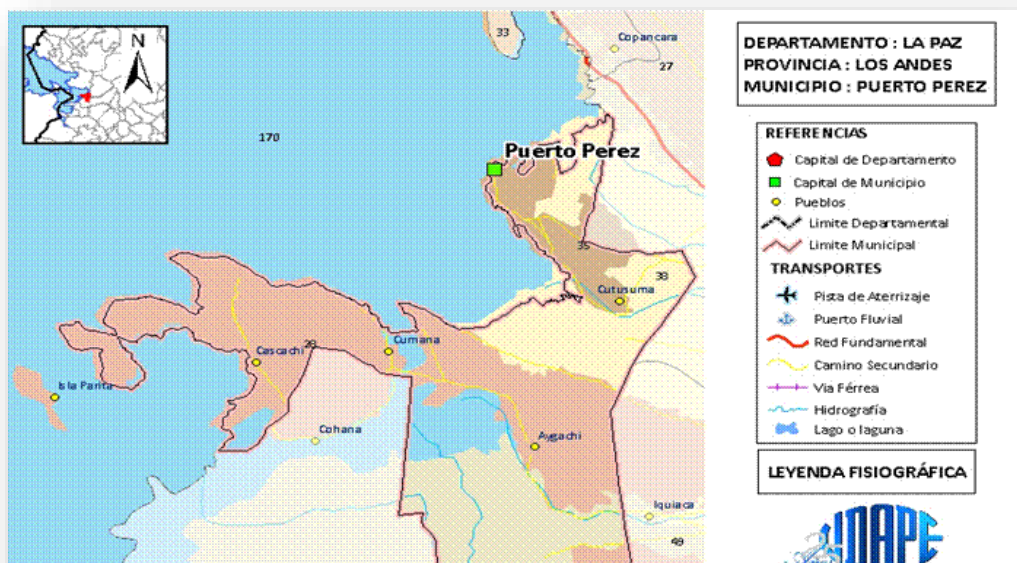 N
33
Copancara
27
170
Puerto Perez
35
38
Cutusuma
Cumana
28
Cascachi
Isla Parita
Cohana
Aygachi
Iquiaca
49
DEPARTAMENTO : LA PAZ
PROVINCIA : LOS ANDES
MUNICIPIO : PUERTO PEREZ
REFERENCIAS
Capital de Departamento
Capital de Municipio
Pueblos
Limite Departamental
Limite Municipal
TRANSPORTES
Pista de Aterrizaje
Puerto Fluvial
Red Fundamental
Camino Secundario
Via Férrea
Hidrografía
Lago o laguna
LEYENDA FISIOGRÁFICA